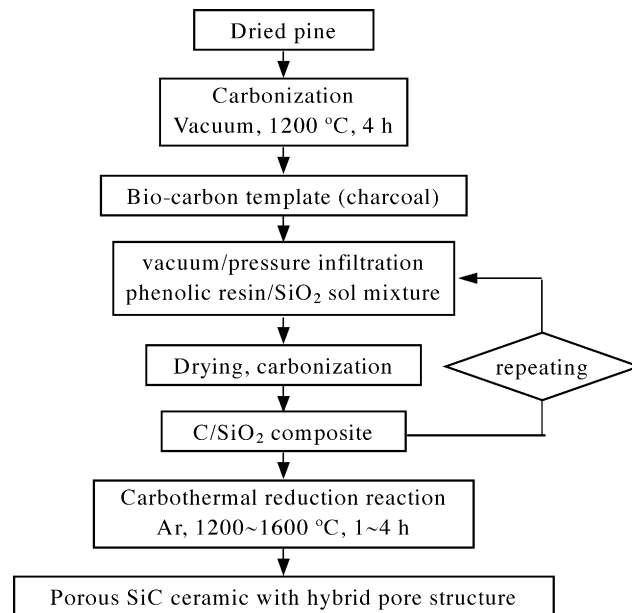 Dried pine
Carbonization
Vacuum, 1200 ºC, 4 h
Bio-carbon template (charcoal)
vacuum/pressure infiltration
phenolic resin/SiO₂ sol mixture
Drying, carbonization
repeating
C/SiO₂ composite
Carbothermal reduction reaction
Ar, 1200~1600 ºC, 1~4 h
Porous SiC ceramic with hybrid pore structure